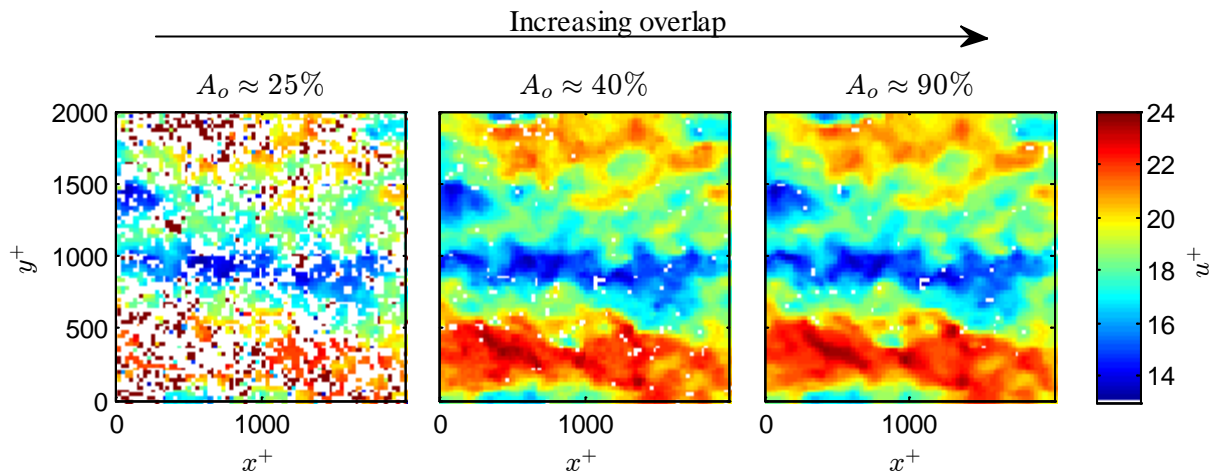 Increasing overlap
A_o ≈ 25%
A_o ≈ 40%
A_o ≈ 90%
2000
1500
1000
500
0
y^+
0 1000
0 1000
0 1000
x^+
x^+
x^+
24
22
20
18
16
14
u^+